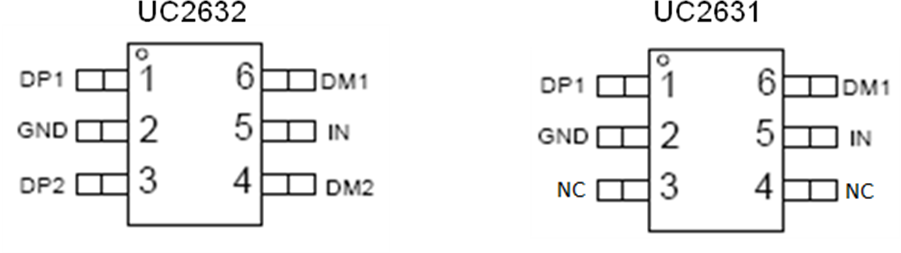 UC2632
DP1 1 6 DM1
GND 2 5 IN
DP2 3 4 DM2
UC2631
DP1 1 6 DM1
GND 2 5 IN
NC 3 4 NC